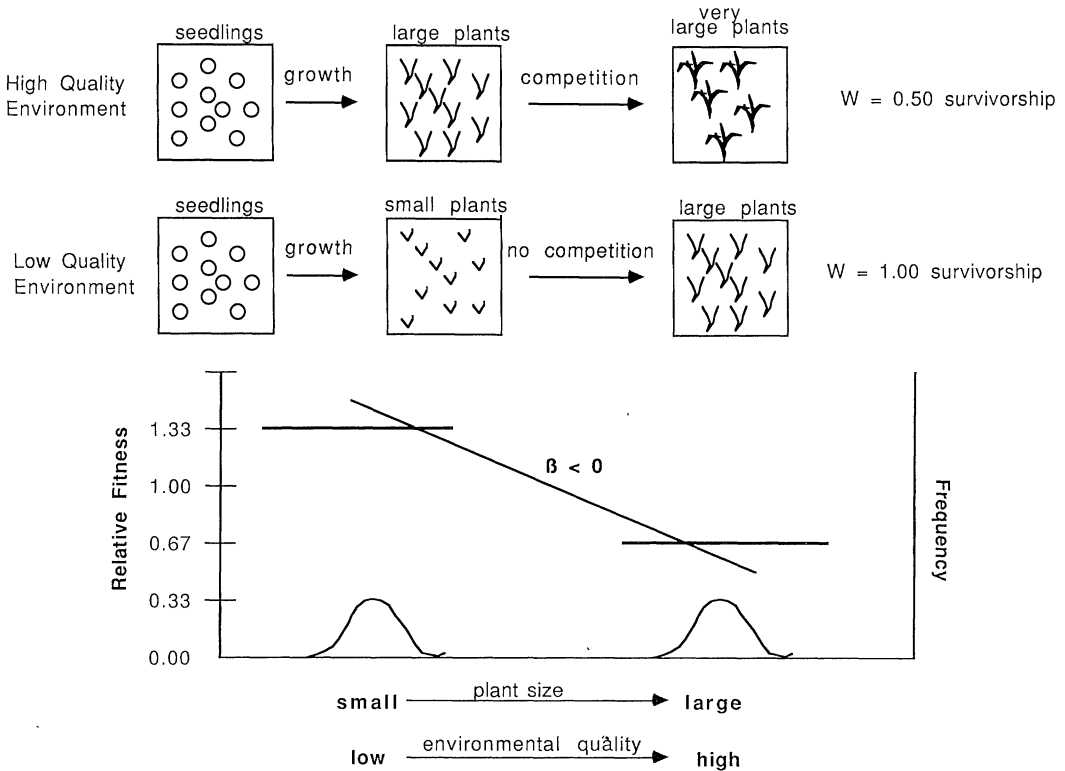 seedlings
large plants
very
large plants
High Quality
Environment
growth
competition
W = 0.50 survivorship
seedlings
small plants
large plants
Low Quality
Environment
growth
no competition
W = 1.00 survivorship
Relative Fitness
1.33
1.00
0.67
0.33
0.00
ß < 0
Frequency
small
plant size
large
low
environmental quality
high